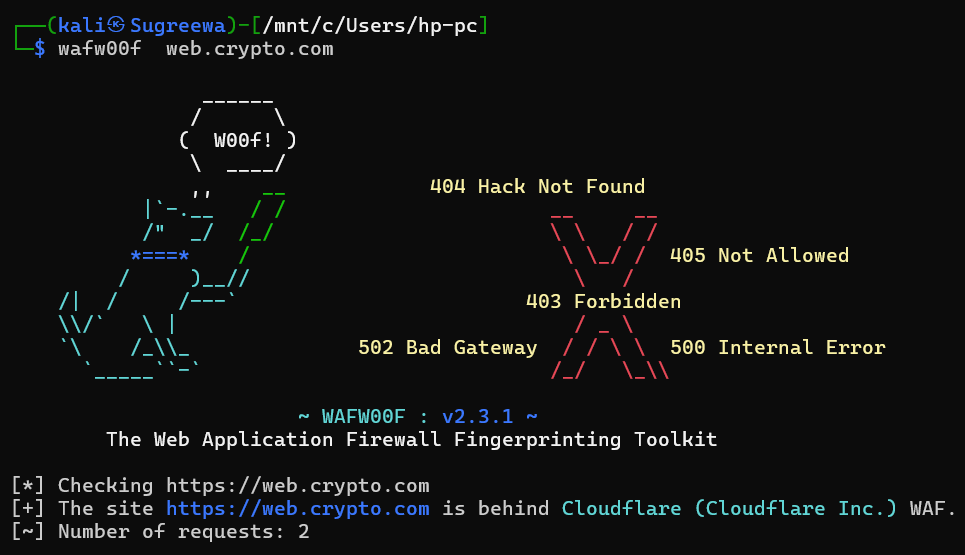 ┌──(kali㉿Sugreewa)-[/mnt/c/Users/hp-pc]
└─$ wafw00f  web.crypto.com
W00f!
404 Hack Not Found
405 Not Allowed
403 Forbidden
502 Bad Gateway 500 Internal Error
~ WAFW00F : v2.3.1 ~
The Web Application Firewall Fingerprinting Toolkit
[*] Checking https://web.crypto.com
[+] The site https://web.crypto.com is behind Cloudflare (Cloudflare Inc.) WAF.
[~] Number of requests: 2